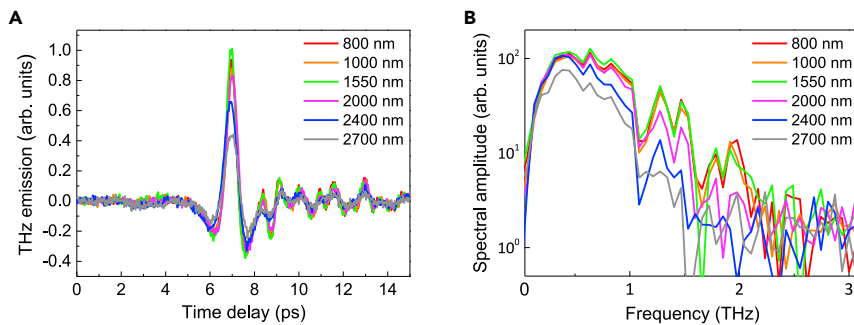 A
THz emission (arb. units)
1.0
0.8
0.6
0.4
0.2
0.0
-0.2
-0.4
800 nm
1000 nm
1550 nm
2000 nm
2400 nm
2700 nm
0 2 4 6 8 10 12 14
Time delay (ps)
B
Spectral amplitude (arb. units)
10²
10¹
10⁰
800 nm
1000 nm
1550 nm
2000 nm
2400 nm
2700 nm
0 1 2 3
Frequency (THz)